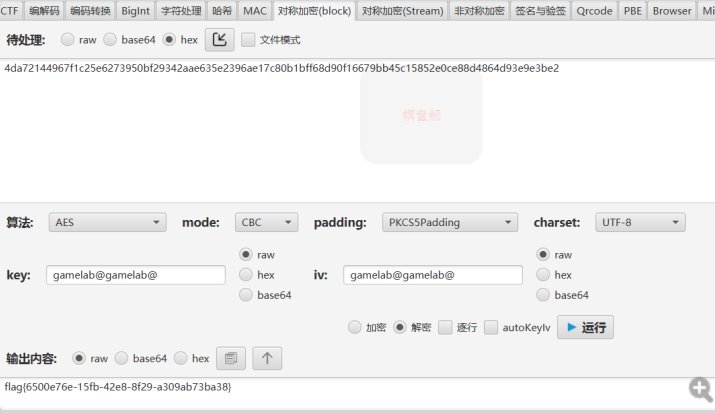 CTF 编解码 编码转换 BigInt 字符处理 哈希 MAC 对称加密(block) 对称加密(Stream) 非对称加密 签名与验签 Qrcode PBE Browser Mi
待处理: raw base64 hex 文件模式
4da72144967f1c25e6273950bf29342aae635e2396ae17c80b1bff68d90f16679bb45c15852e0ce88d4864d93e9e3be2
算法: AES mode: CBC padding: PKCS5Padding charset: UTF-8
raw raw
key: gamelab@gamelab@ hex iv: gamelab@gamelab@ hex
base64 base64
加密 解密 逐行 autoKeyIv 运行
输出内容: raw base64 hex
flag{6500e76e-15fb-42e8-8f29-a309ab73ba38}